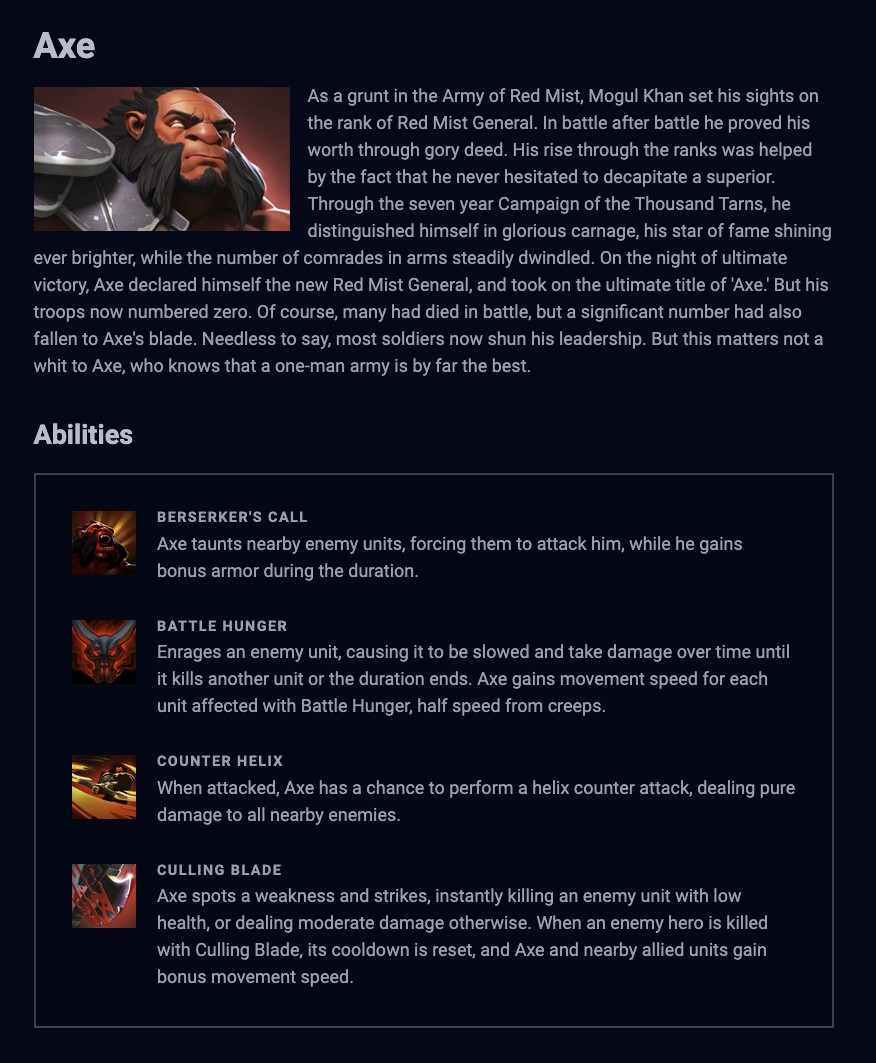 Axe
As a grunt in the Army of Red Mist, Mogul Khan set his sights on
the rank of Red Mist General. In battle after battle he proved his
worth through gory deed. His rise through the ranks was helped
by the fact that he never hesitated to decapitate a superior.
Through the seven year Campaign of the Thousand Tarns, he
distinguished himself in glorious carnage, his star of fame shining
ever brighter, while the number of comrades in arms steadily dwindled. On the night of ultimate
victory, Axe declared himself the new Red Mist General, and took on the ultimate title of 'Axe.' But his
troops now numbered zero. Of course, many had died in battle, but a significant number had also
fallen to Axe's blade. Needless to say, most soldiers now shun his leadership. But this matters not a
whit to Axe, who knows that a one-man army is by far the best.
Abilities
BERSERKER'S CALL
Axe taunts nearby enemy units, forcing them to attack him, while he gains
bonus armor during the duration.
BATTLE HUNGER
Enrages an enemy unit, causing it to be slowed and take damage over time until
it kills another unit or the duration ends. Axe gains movement speed for each
unit affected with Battle Hunger, half speed from creeps.
COUNTER HELIX
When attacked, Axe has a chance to perform a helix counter attack, dealing pure
damage to all nearby enemies.
CULLING BLADE
Axe spots a weakness and strikes, instantly killing an enemy unit with low
health, or dealing moderate damage otherwise. When an enemy hero is killed
with Culling Blade, its cooldown is reset, and Axe and nearby allied units gain
bonus movement speed.